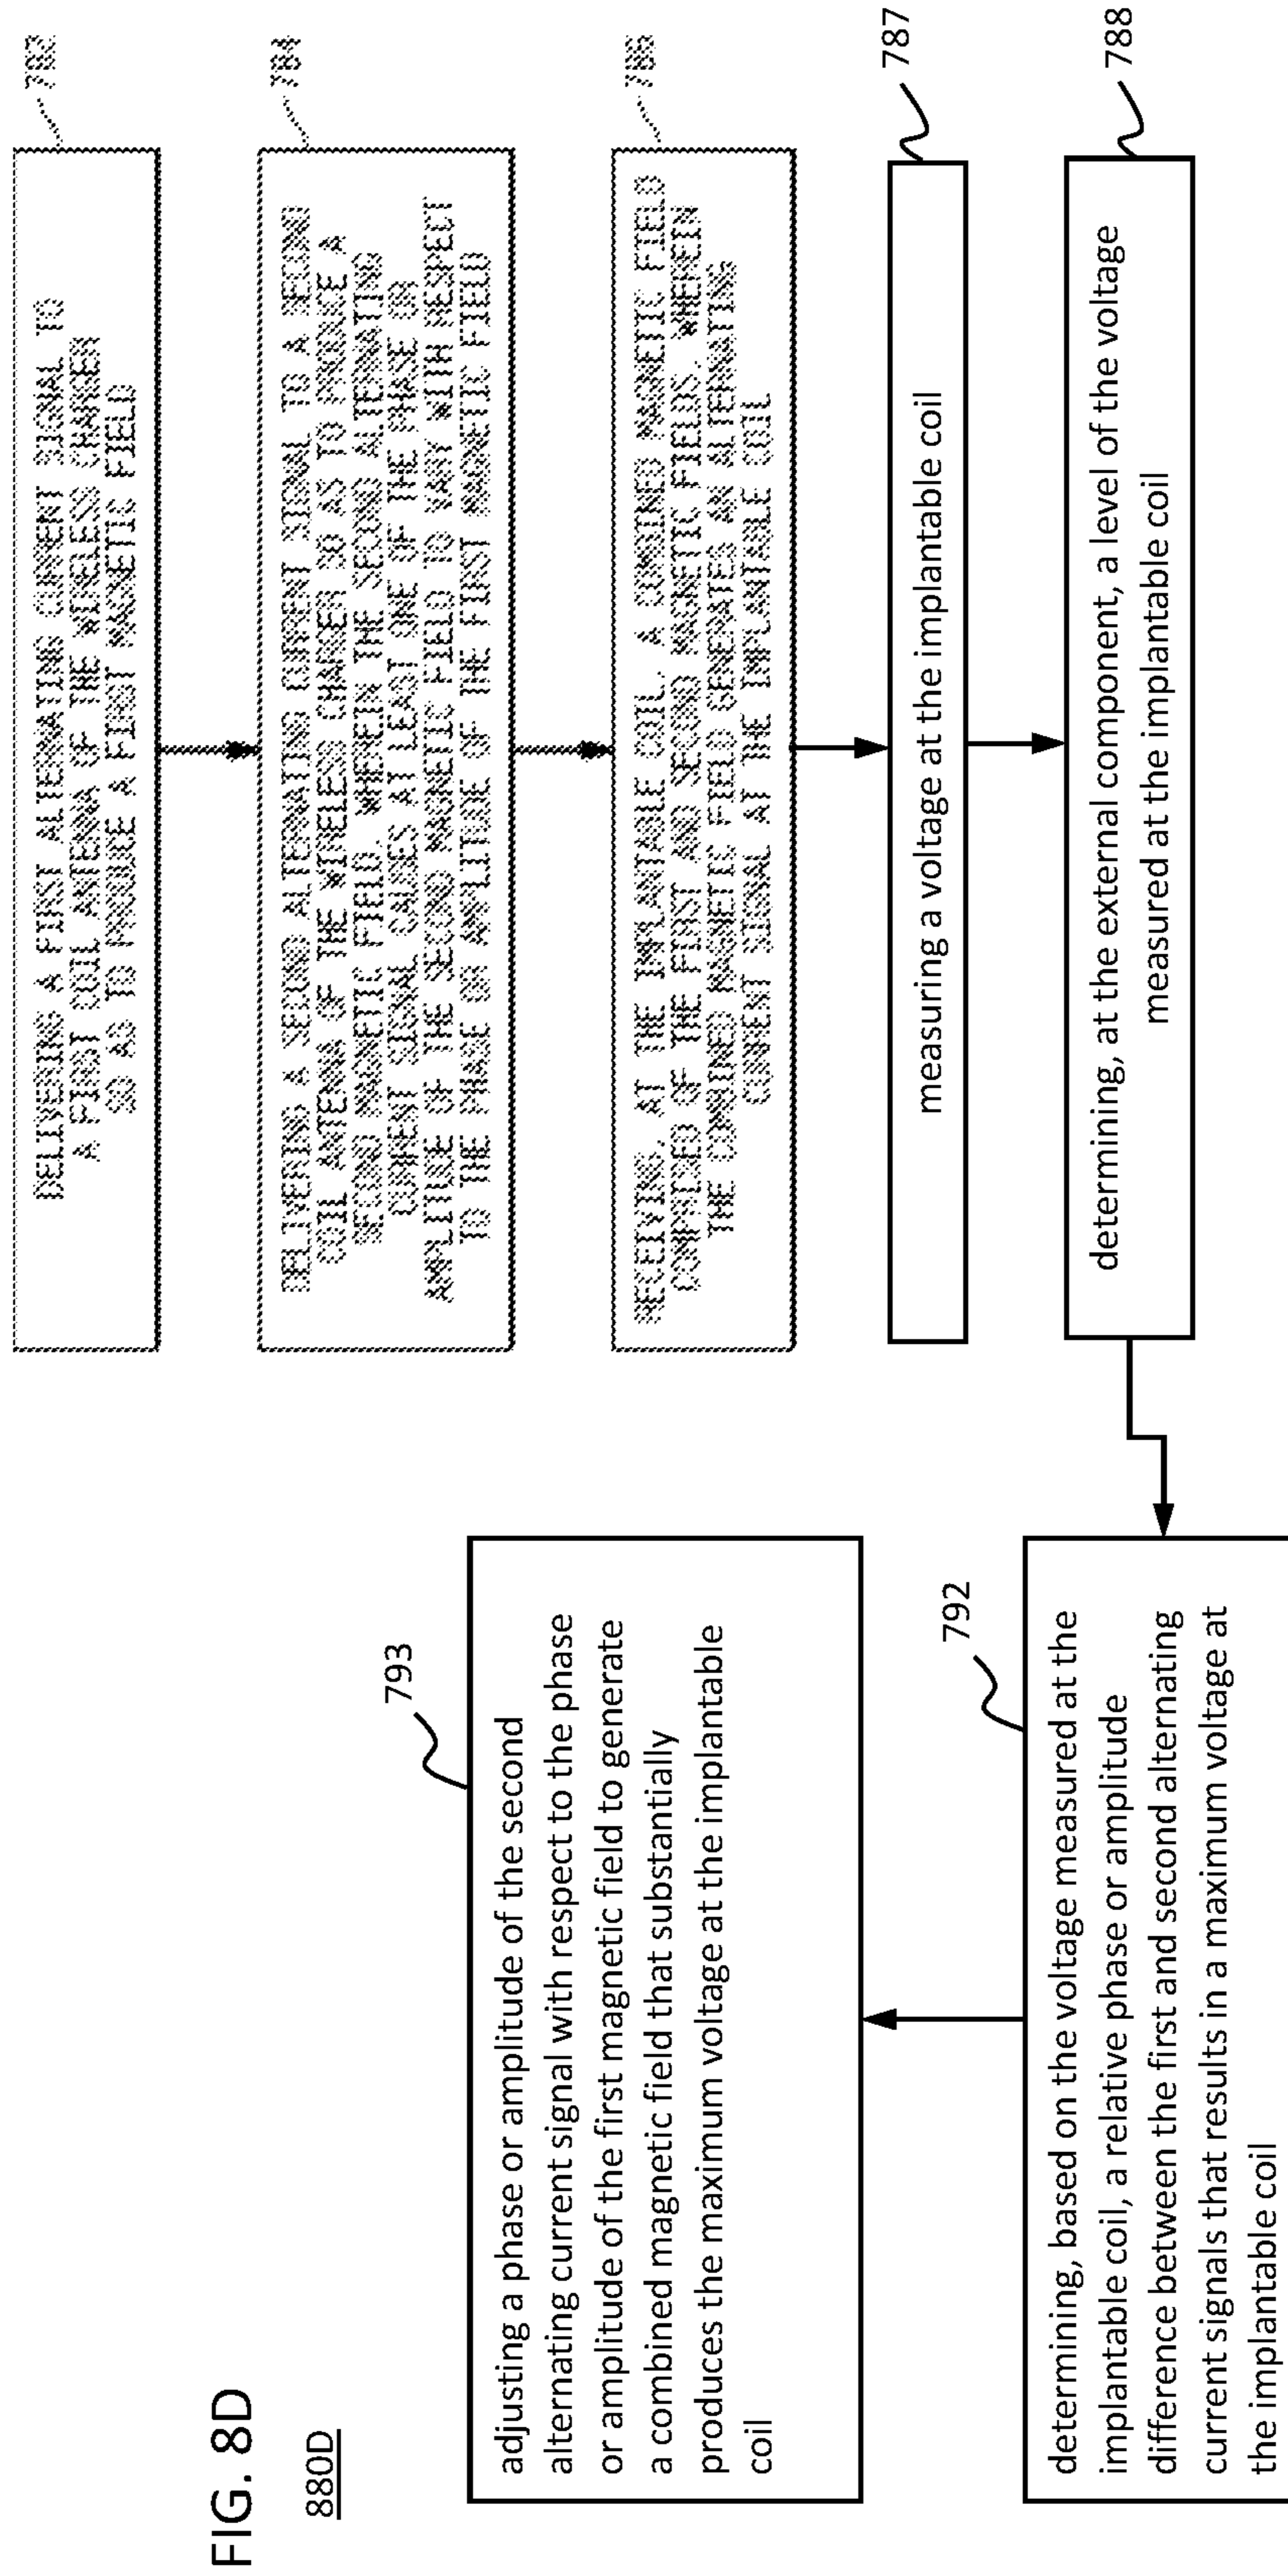 FIG. 8D
880D
782
DELIVERING A FIRST ALTERNATING CURRENT SIGNAL TO
A FIRST COIL ANTENNA OF THE WIRELESS CHARGER
SO AS TO PRODUCE A FIRST MAGNETIC FIELD
784
DELIVERING A SECOND ALTERNATING CURRENT SIGNAL TO A SECOND
COIL ANTENNA OF THE WIRELESS CHARGER SO AS TO PRODUCE A
SECOND MAGNETIC FIELD, WHEREIN THE SECOND ALTERNATING
CURRENT SIGNAL CAUSES AT LEAST ONE OF THE PHASE OR
AMPLITUDE OF THE SECOND MAGNETIC FIELD TO VARY WITH RESPECT
TO THE PHASE OR AMPLITUDE OF THE FIRST MAGNETIC FIELD
RECEIVING, AT THE IMPLANTABLE COIL, A COMBINED MAGNETIC FIELD
COMPRISED OF THE FIRST AND SECOND MAGNETIC FIELDS, WHEREIN
THE COMBINED MAGNETIC FIELD GENERATES AN ALTERNATING
CURRENT SIGNAL AT THE IMPLANTABLE COIL
787
measuring a voltage at the implantable coil
788
determining, at the external component, a level of the voltage
measured at the implantable coil
792
determining, based on the voltage measured at the
implantable coil, a relative phase or amplitude
difference between the first and second alternating
current signals that results in a maximum voltage at
the implantable coil
793
adjusting a phase or amplitude of the second
alternating current signal with respect to the phase
or amplitude of the first magnetic field to generate
a combined magnetic field that substantially
produces the maximum voltage at the implantable
coil